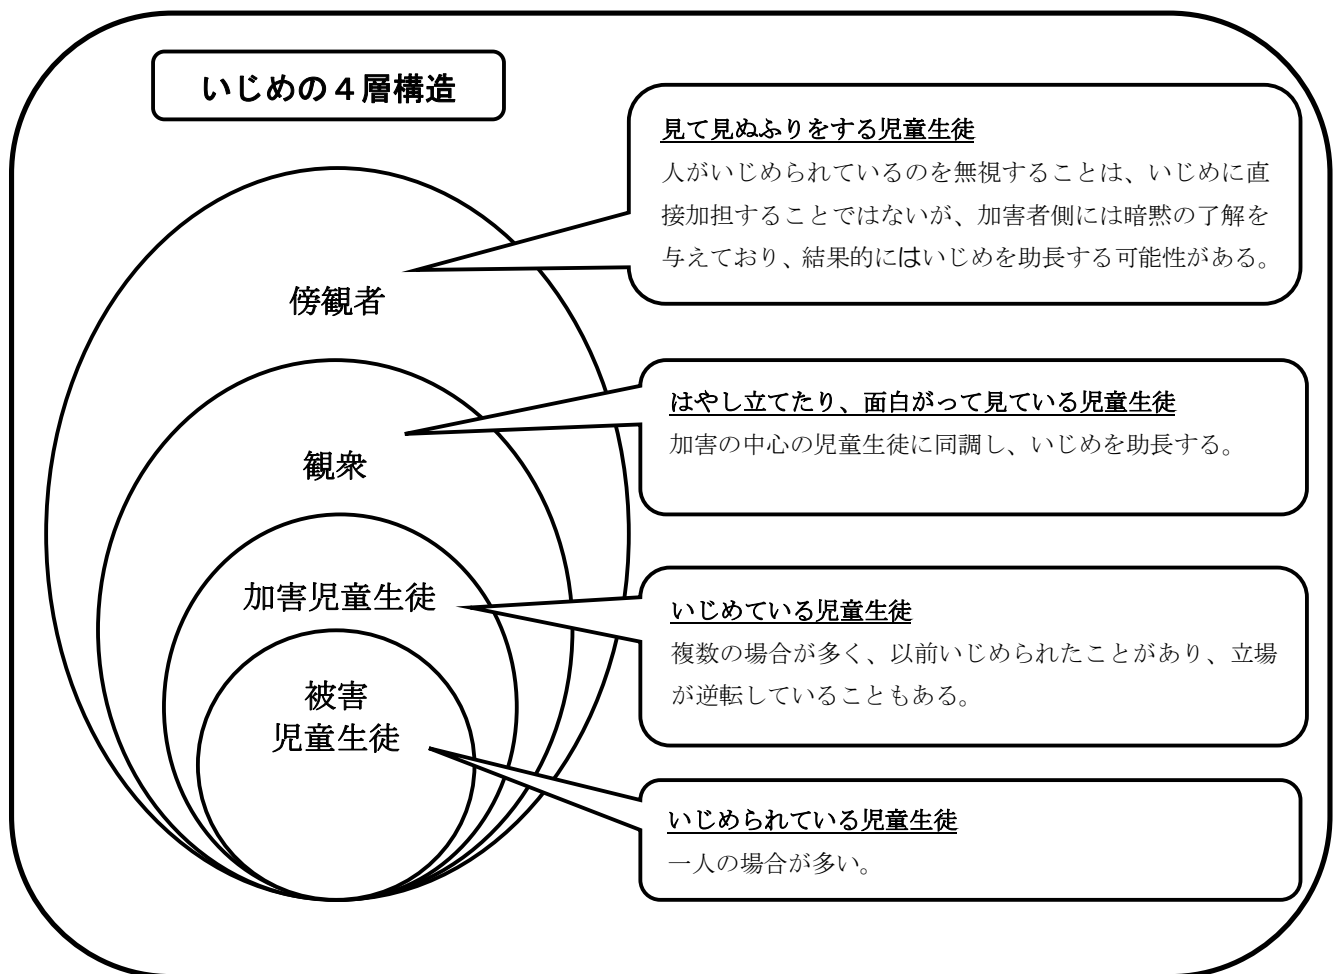 いじめの４層構造
見て見ぬふりをする児童生徒
人がいじめられているのを無視することは、いじめに直
接加担することではないが、加害者側には暗黙の了解を
与えており、結果的にはいじめを助長する可能性がある。
傍観者
はやし立てたり、面白がって見ている児童生徒
加害の中心の児童生徒に同調し、いじめを助長する。
観衆
いじめている児童生徒
複数の場合が多く、以前いじめられたことがあり、立場
が逆転していることもある。
加害児童生徒
被害
児童生徒
いじめられている児童生徒
一人の場合が多い。